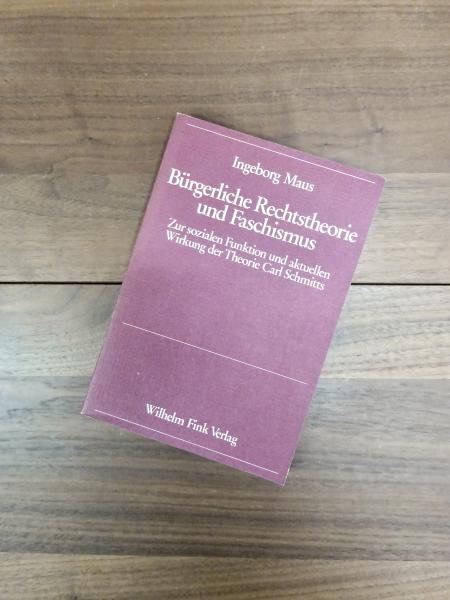 Ingeborg Maus
Bürgerliche Rechtstheorie
und Faschismus
Zur sozialen Funktion und aktuellen
Wirkung der Theorie Carl Schmitts
Wilhelm Fink Verlag